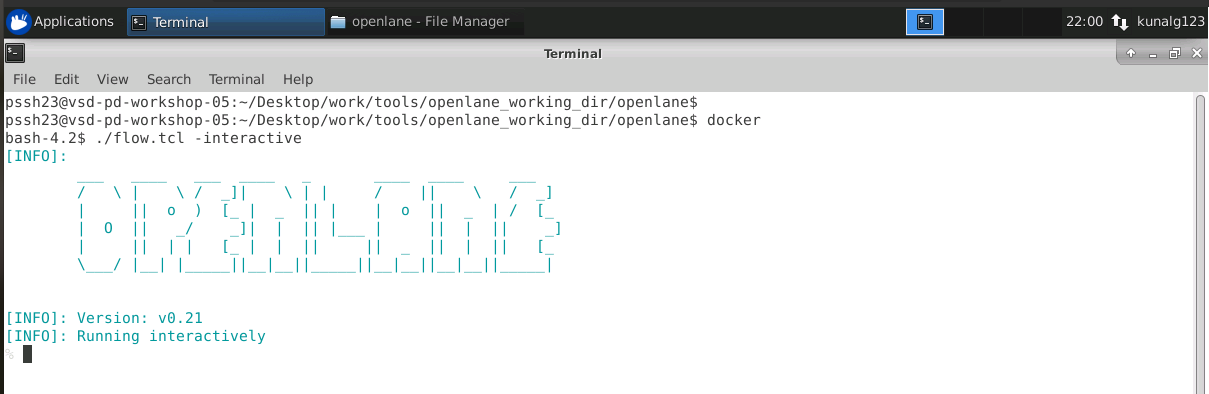 Applications Terminal openlane - File Manager 22:00 kunalg123
Terminal
File Edit View Search Terminal Help
pssh23@vsd-pd-workshop-05:~/Desktop/work/tools/openlane_working_dir/openlane$
pssh23@vsd-pd-workshop-05:~/Desktop/work/tools/openlane_working_dir/openlane$ docker
bash-4.2$ ./flow.tcl -interactive
[INFO]:
OPENLANE
[INFO]: Version: v0.21
[INFO]: Running interactively
%